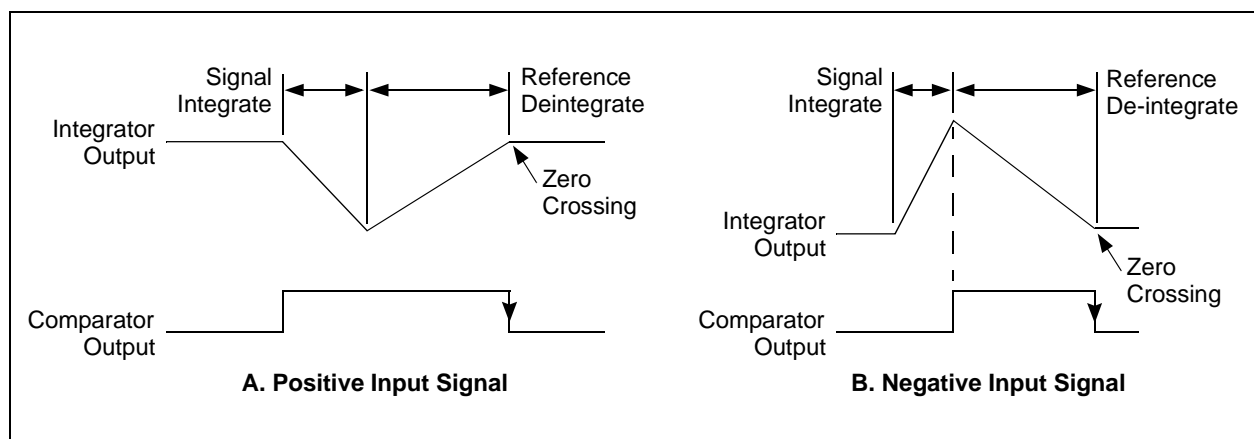 Signal
Integrate
Reference
Deintegrate
Integrator
Output
Zero
Crossing
Comparator
Output
A. Positive Input Signal
Signal
Integrate
Reference
De-integrate
Integrator
Output
Zero
Crossing
Comparator
Output
B. Negative Input Signal